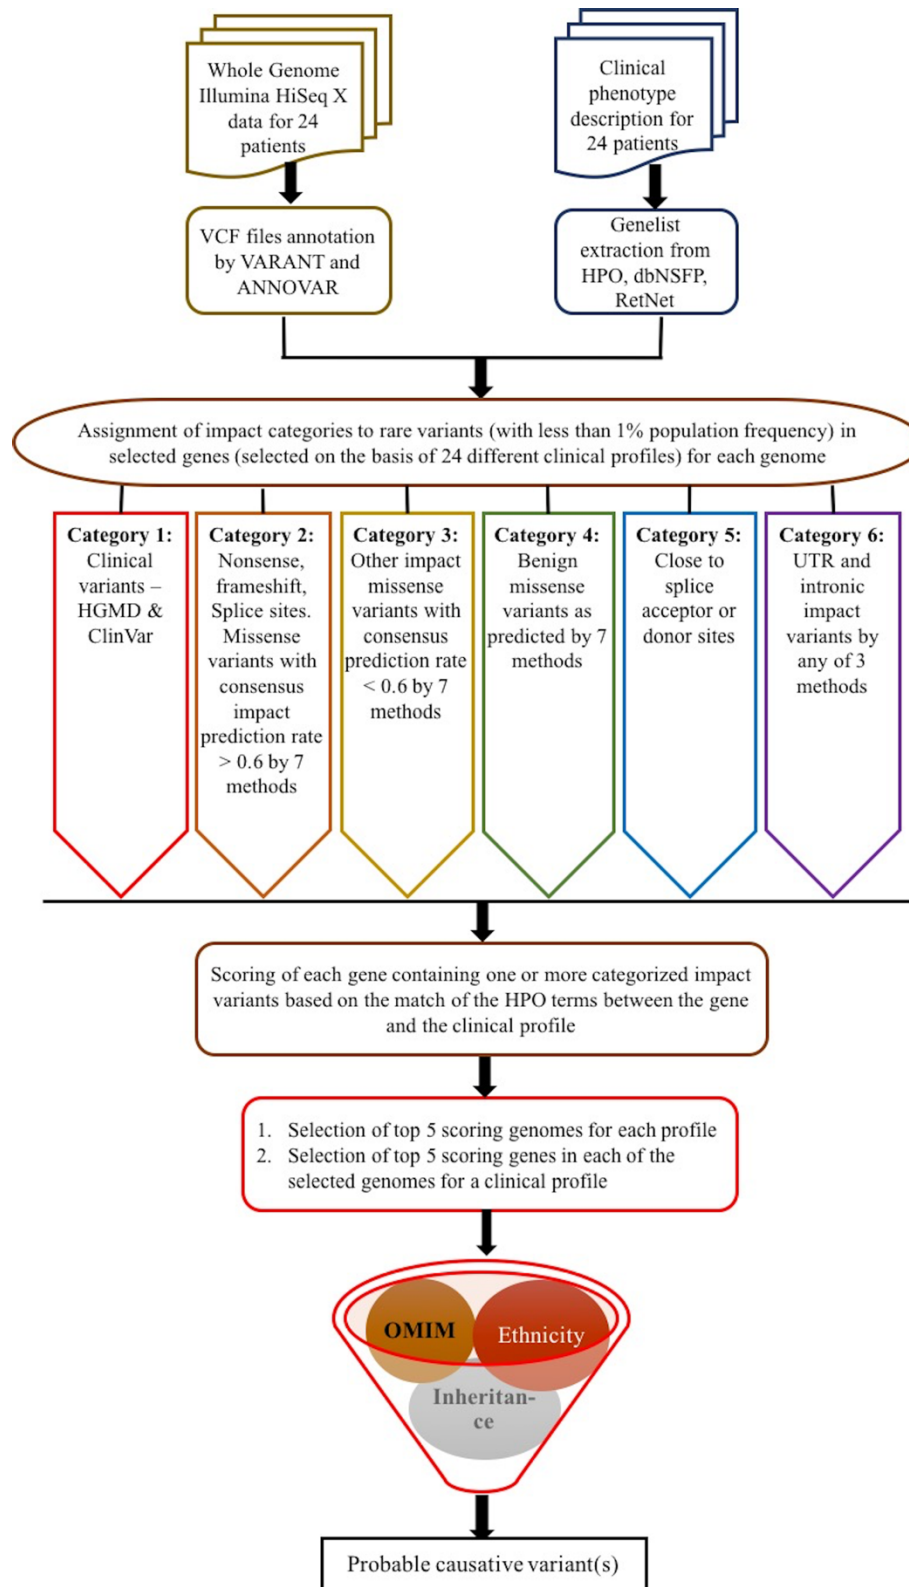 Whole Genome
Illumina HiSeq X
data for 24
patients
Clinical
phenotype
description for
24 patients
VCF files annotation
by VARANT and
ANNOVAR
Genelist
extraction from
HPO, dbNSFP,
RetNet
Assignment of impact categories to rare variants (with less than 1% population frequency) in
selected genes (selected on the basis of 24 different clinical profiles) for each genome
Category 1:
Clinical
variants –
HGMD &
ClinVar
Category 2:
Nonsense,
frameshift,
Splice sites.
Missense
variants with
consensus
impact
prediction rate
> 0.6 by 7
methods
Category 3:
Other impact
missense
variants with
consensus
prediction rate
< 0.6 by 7
methods
Category 4:
Benign
missense
variants as
predicted by 7
methods
Category 5:
Close to
splice
acceptor or
donor sites
Category 6:
UTR and
intronic
impact
variants by
any of 3
methods
Scoring of each gene containing one or more categorized impact
variants based on the match of the HPO terms between the gene
and the clinical profile
1. Selection of top 5 scoring genomes for each profile
2. Selection of top 5 scoring genes in each of the
selected genomes for a clinical profile
OMIM
Ethnicity
Inheritan-
ce
Probable causative variant(s)